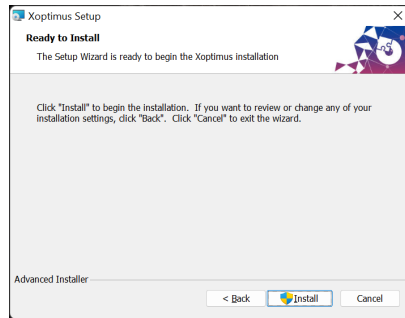 Xoptimus Setup
Ready to Install
The Setup Wizard is ready to begin the Xoptimus installation
Click "Install" to begin the installation. If you want to review or change any of your
installation settings, click "Back". Click "Cancel" to exit the wizard.
Advanced Installer
< Back
Install
Cancel